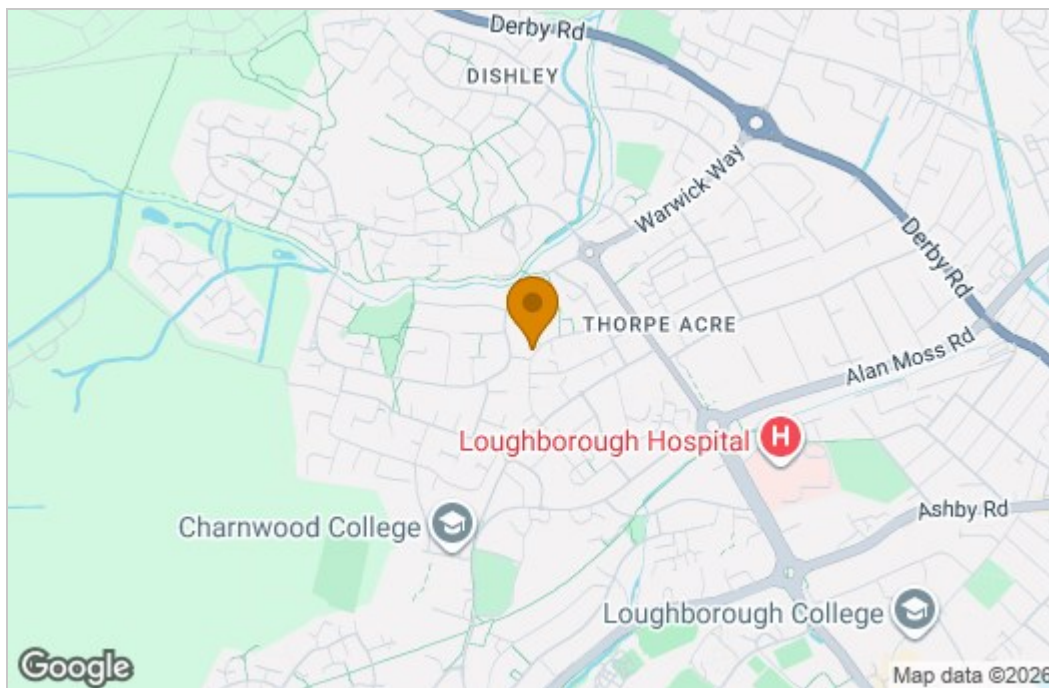 Derby Rd
DISHLEY
Warwick Way
Derby Rd
THORPE ACRE
Alan Moss Rd
Loughborough Hospital
H
Charnwood College
Ashby Rd
Loughborough College
Google
Map data ©2026